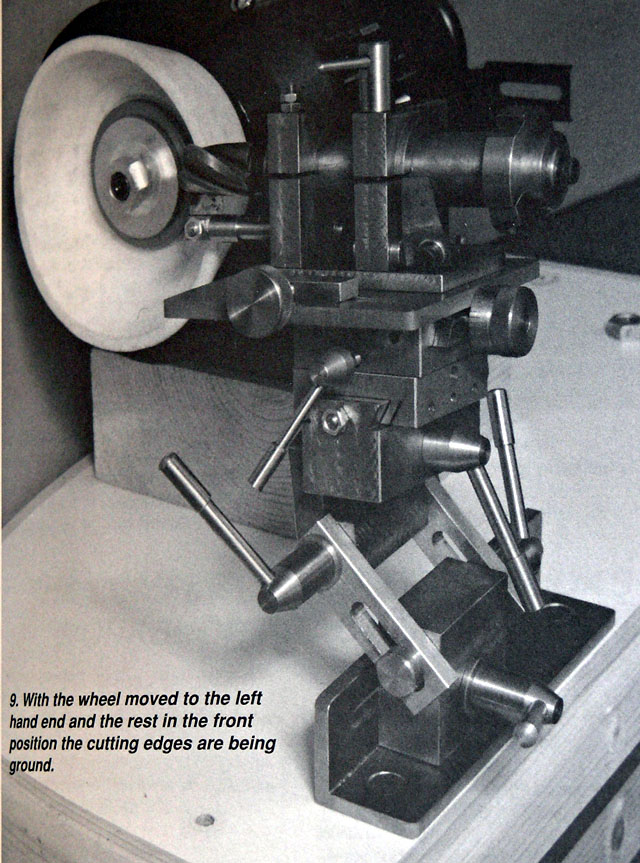 9. With the wheel moved to the left
hand end and the rest in the front
position the cutting edges are being
ground.